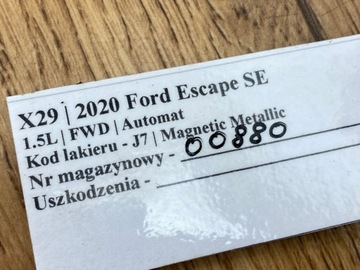 X29 | 2020 Ford Escape SE
1.5L | FWD | Automat
Kod lakieru - J7 | Magnetic Metallic
Nr magazynowy - 00880
Uszkodzenia -